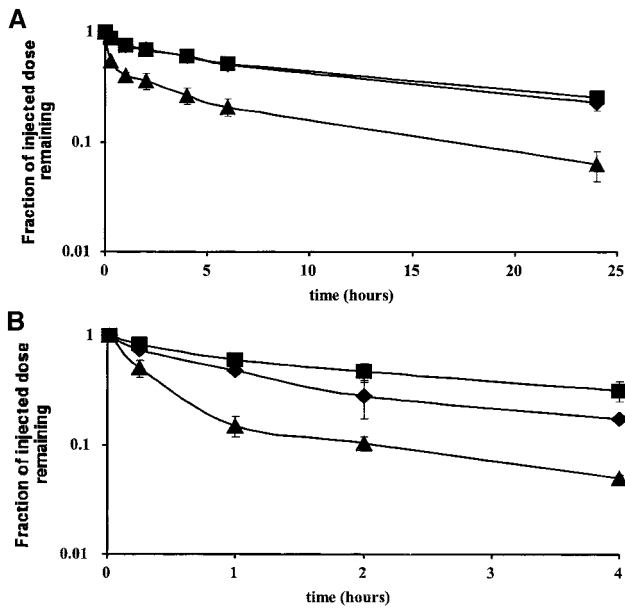 A
1
0.1
0.01
Fraction of injected dose
remaining
0 5 10 15 20 25
time (hours)
B
1
0.1
0.01
Fraction of injected dose
remaining
0 1 2 3 4
time (hours)